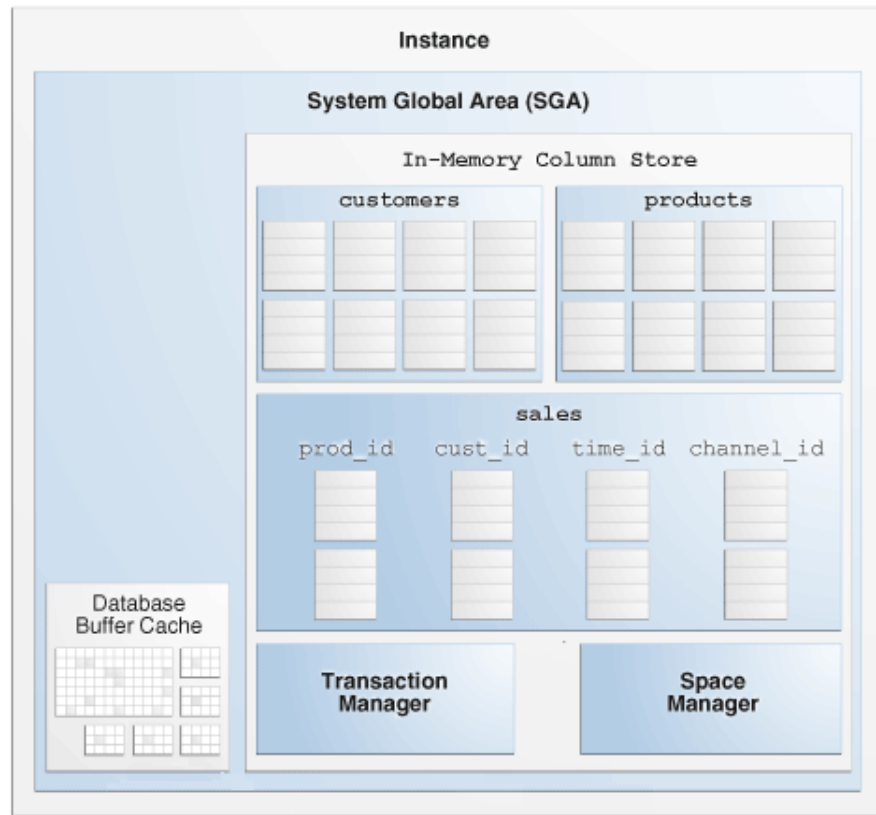 Instance
System Global Area (SGA)
In-Memory Column Store
customers
products
sales
prod_id cust_id time_id channel_id
Database
Buffer Cache
Transaction
Manager
Space
Manager